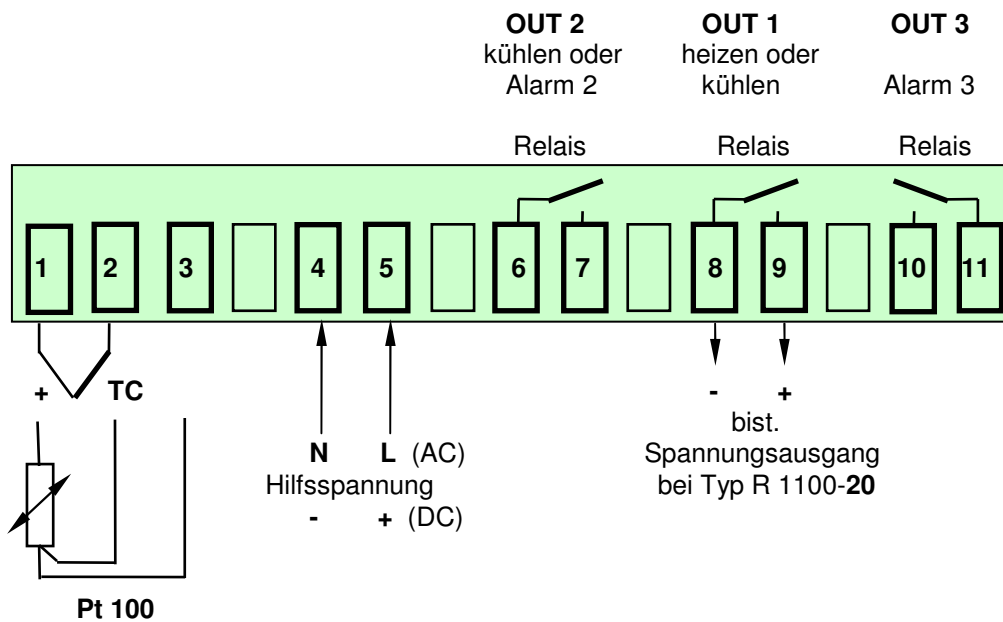 OUT 2 OUT 1 OUT 3
kühlen oder heizen oder
Alarm 2 kühlen Alarm 3
Relais Relais Relais
1 2 3 4 5 6 7 8 9 10 11
+ TC - +
bist.
N L (AC) Spannungsausgang
Hilfsspannung bei Typ R 1100-20
- + (DC)
Pt 100